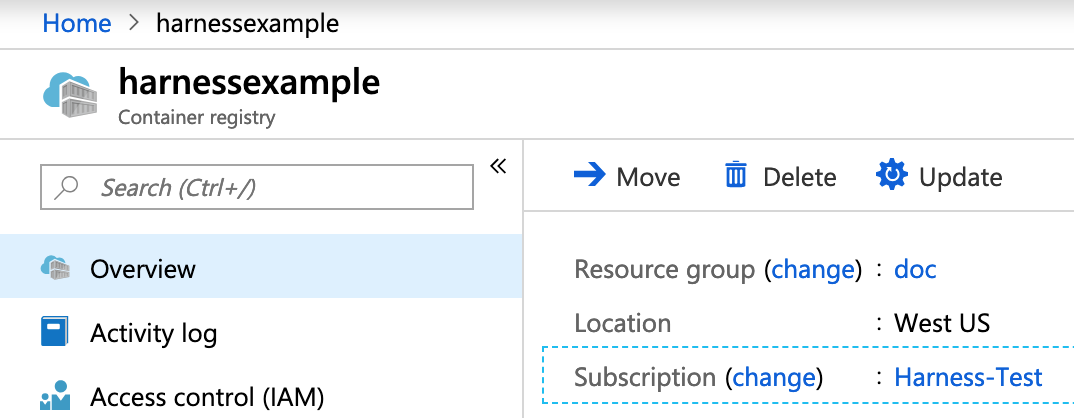 Home > harnessexample
harnessexample
Container registry
Search (Ctrl+/)
«
Move Delete Update
Overview
Activity log
Access control (IAM)
Resource group (change) : doc
Location : West US
Subscription (change) : Harness-Test